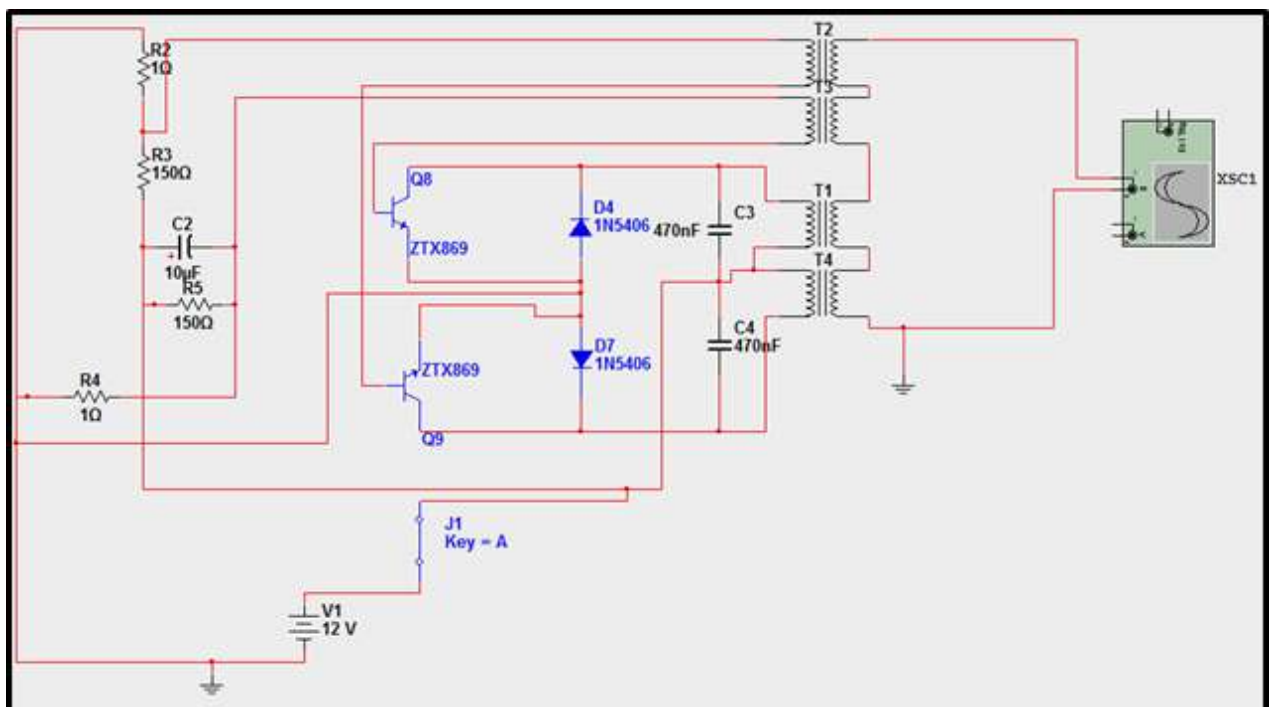 T2
R2
1Ω
T3
R3
150Ω
Q8
XSC1
T1
D4
1N5406
C3
470nF
C2
ZTX869
T4
10µF
R5
150Ω
C4
470nF
D7
1N5406
ZTX869
R4
1Ω
Q9
J1
Key = A
V1
12 V